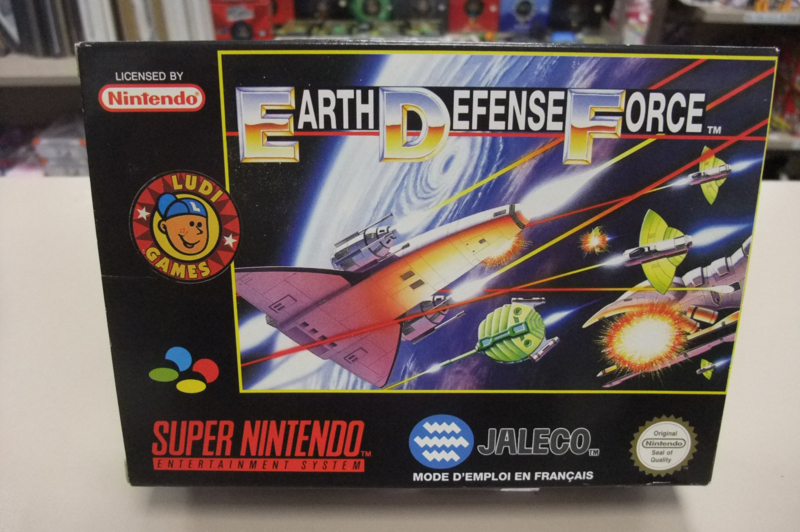 LICENSED BY
Nintendo
EARTH DEFENSE FORCE TM
LUDI
L
GAMES
SUPER NINTENDO TM
ENTERTAINMENT SYSTEM
JALECO TM
MODE D'EMPLOI EN FRANÇAIS
Original
Nintendo
Seal of
Quality